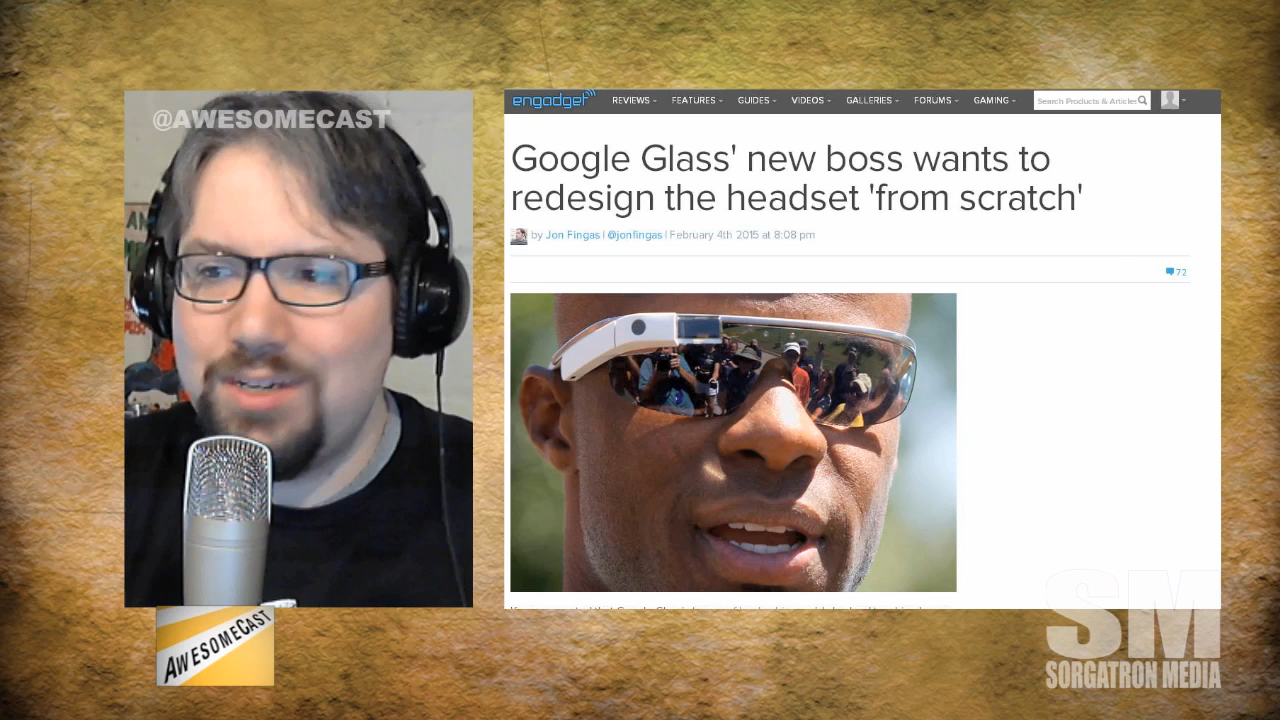 @AWESOMECAST
engadget REVIEWS FEATURES GUIDES VIDEOS GALLERIES FORUMS GAMING Search Products & Articles
Google Glass' new boss wants to
redesign the headset 'from scratch'
by Jon Fingas | @jonfingas | February 4th 2015 at 8:08 pm
72
AWESOMECAST
SM
SORGATRON MEDIA